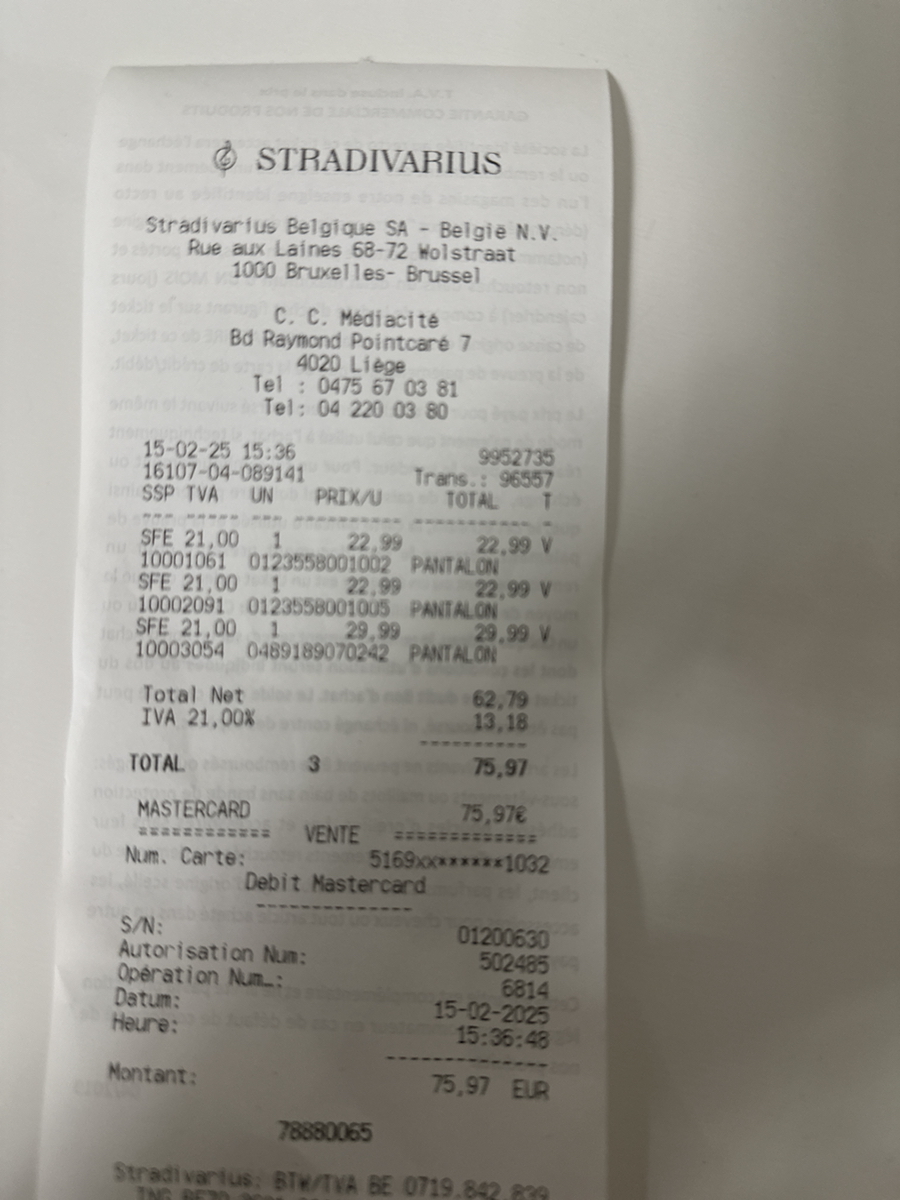 STRADIVARIUS
Stradivarius Belgique SA - België N.V.
Rue aux Laines 68-72 Wolstraat
1000 Bruxelles- Brussel
C. C. Médiacité
Bd Raymond Pointcaré 7
4020 Liège
Tel : 0475 67 03 81
Tel: 04 220 03 80
15-02-25 15:36 9952735
16107-04-089141 Trans.: 96557
SSP TVA UN PRIX/U TOTAL T
SFE 21,00 1 22,99 22,99 V
10001061 0123558001002 PANTALON
SFE 21,00 1 22,99 22,99 V
10002091 0123558001005 PANTALON
SFE 21,00 1 29,99 29,99 V
10003054 0489189070242 PANTALON
Total Net 62,79
IVA 21,00% 13,18
TOTAL 3 75,97
MASTERCARD 75,97€
============ VENTE =============
Num. Carte: 5169xx******1032
Debit Mastercard
S/N: 01200630
Autorisation Num: 502485
Opération Num…: 6814
Datum: 15-02-2025
Heure: 15:36:48
Montant: 75,97 EUR
78880065
Stradivarius: BTW/TVA BE 0719.842.839